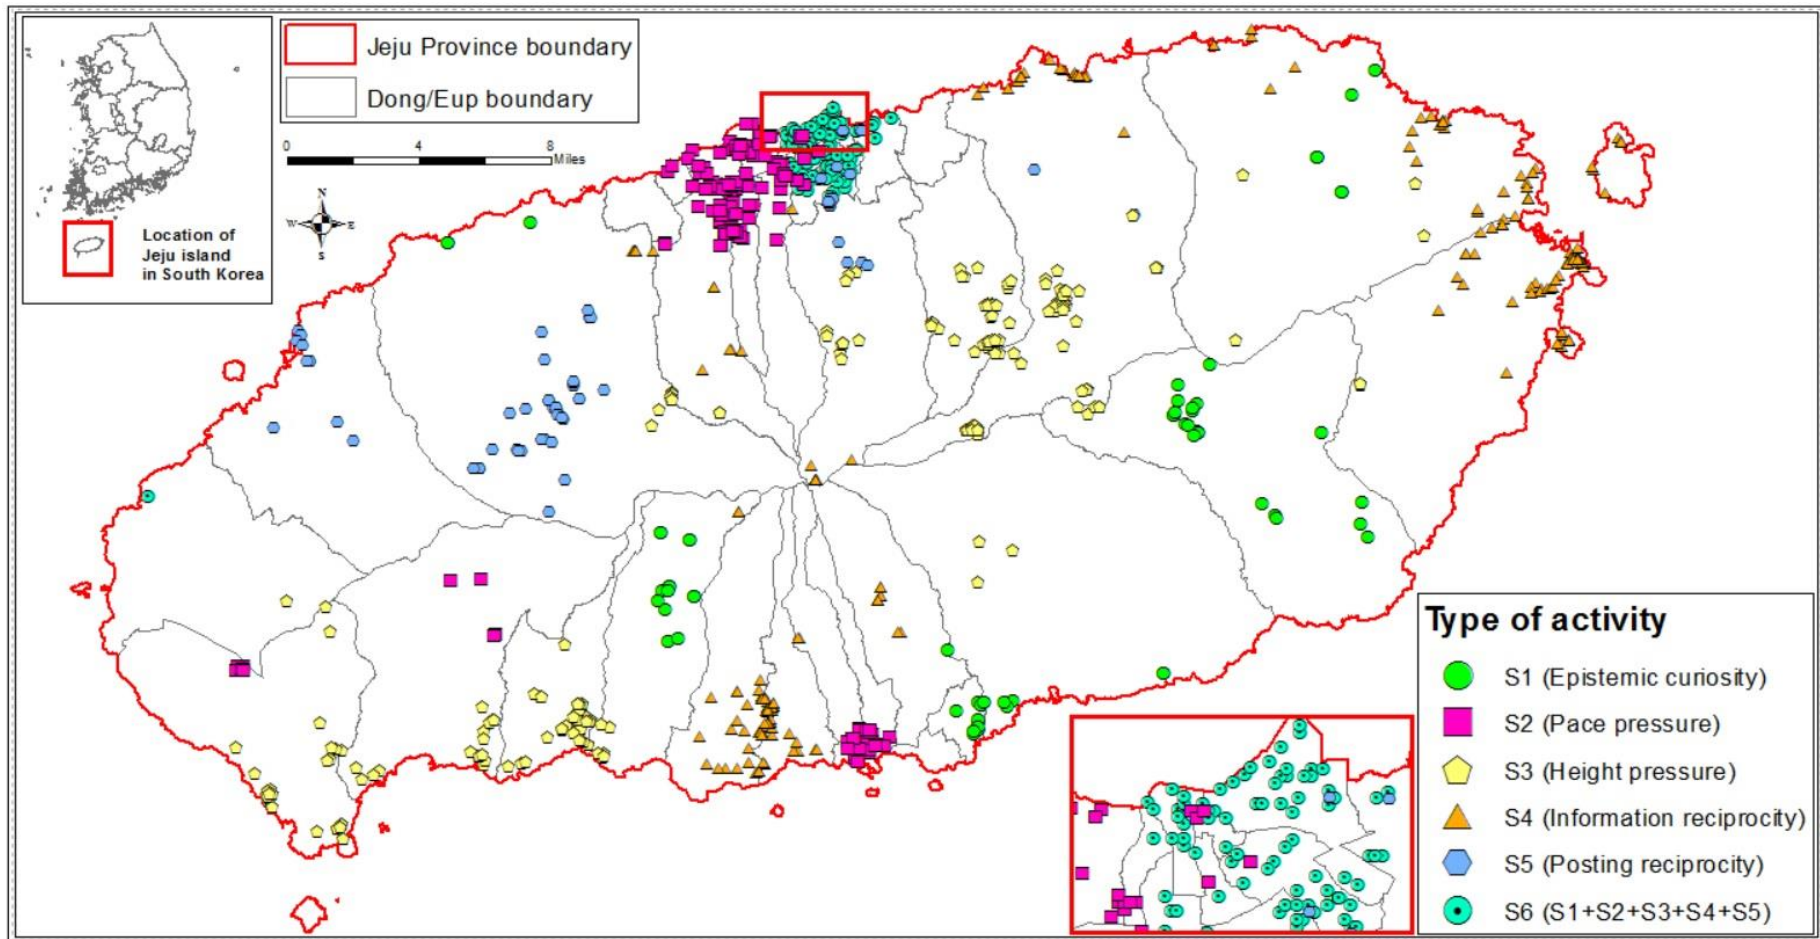 Jeju Province boundary
Dong/Eup boundary
0 4 8
Miles
N
W E
S
Location of
Jeju island
in South Korea
Type of activity
S1 (Epistemic curiosity)
S2 (Pace pressure)
S3 (Height pressure)
S4 (Information reciprocity)
S5 (Posting reciprocity)
S6 (S1+S2+S3+S4+S5)